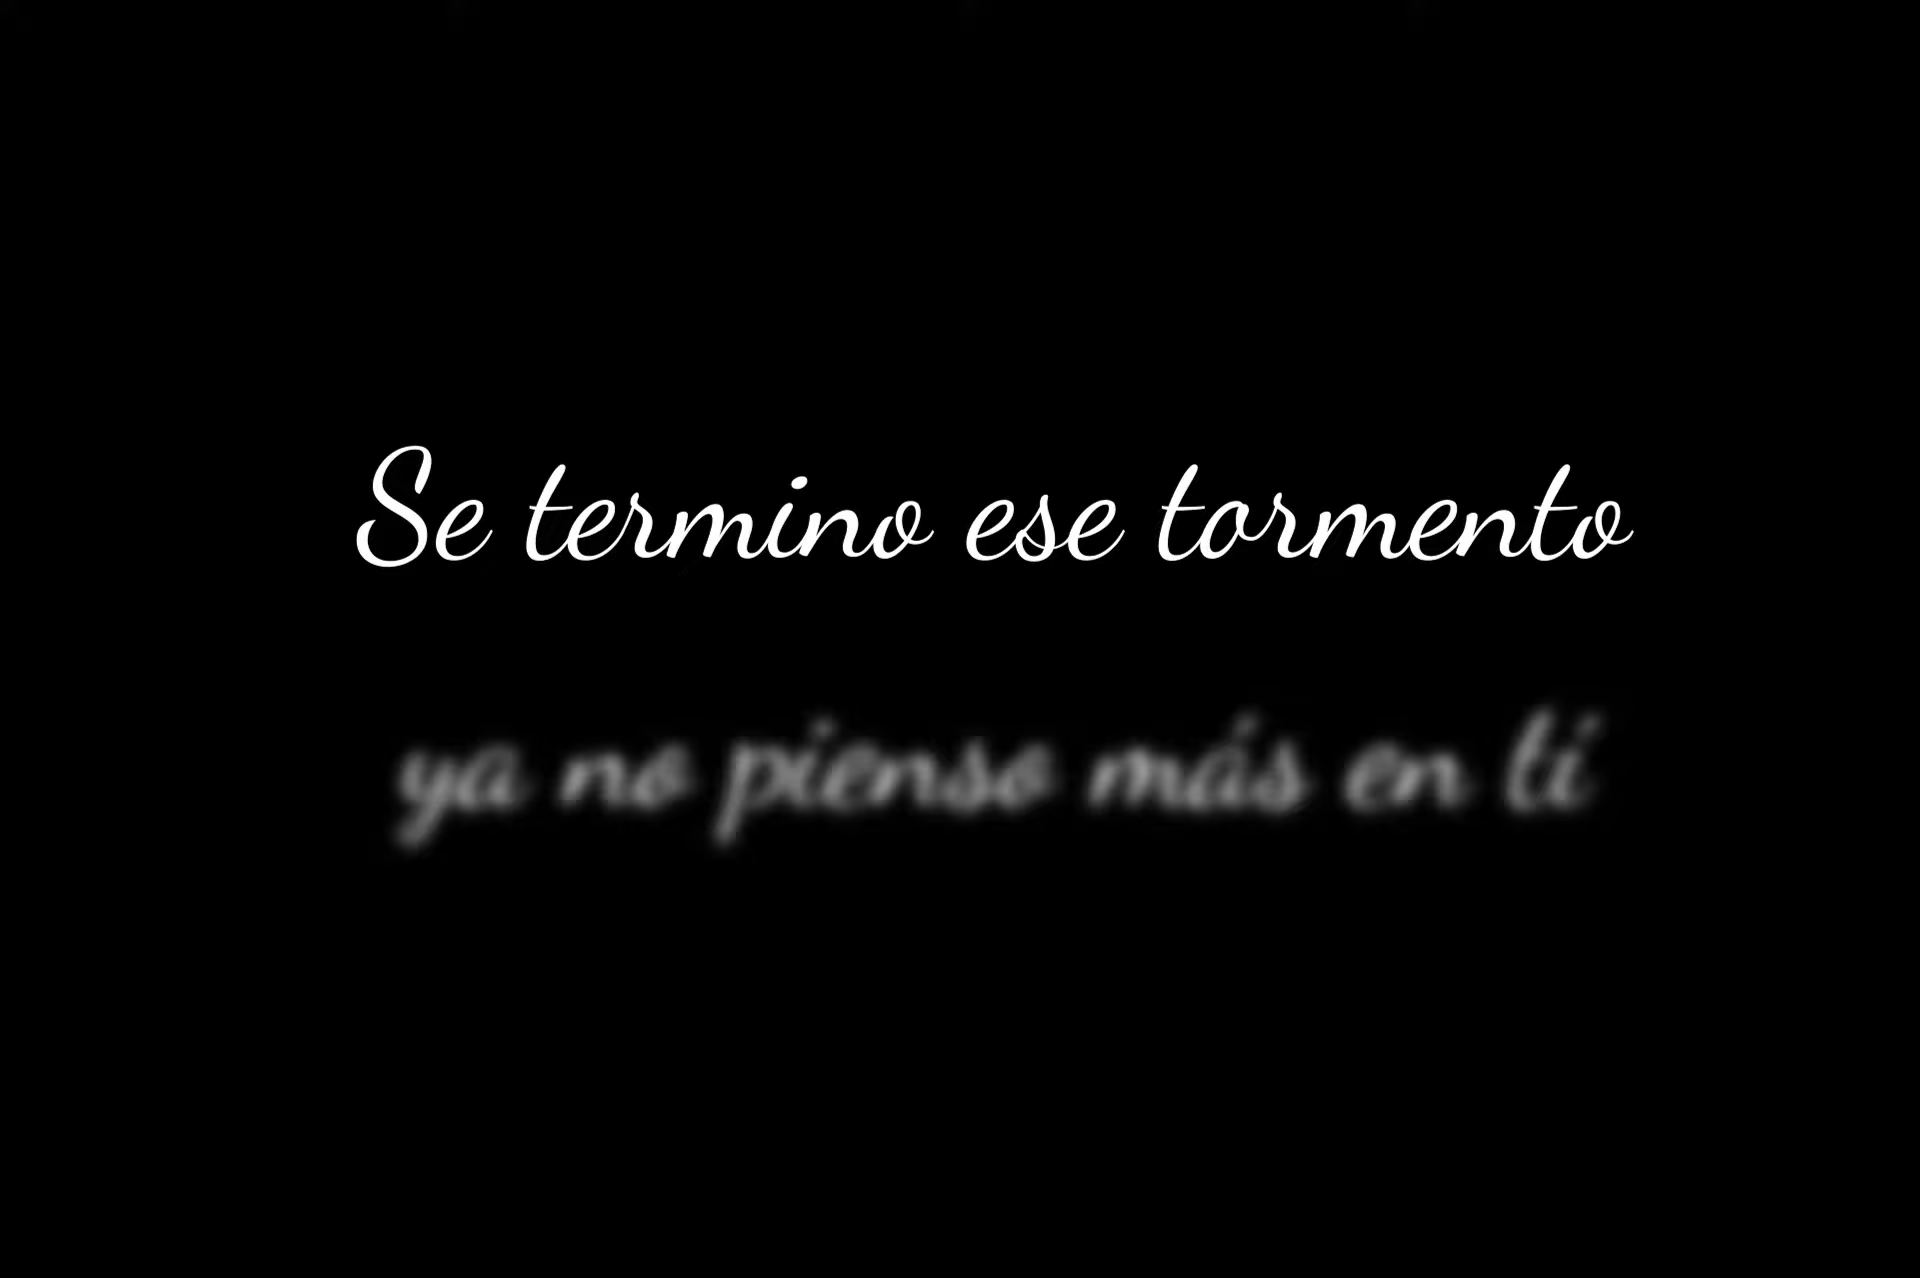 Se termino ese tormento
ya no pienso más en ti